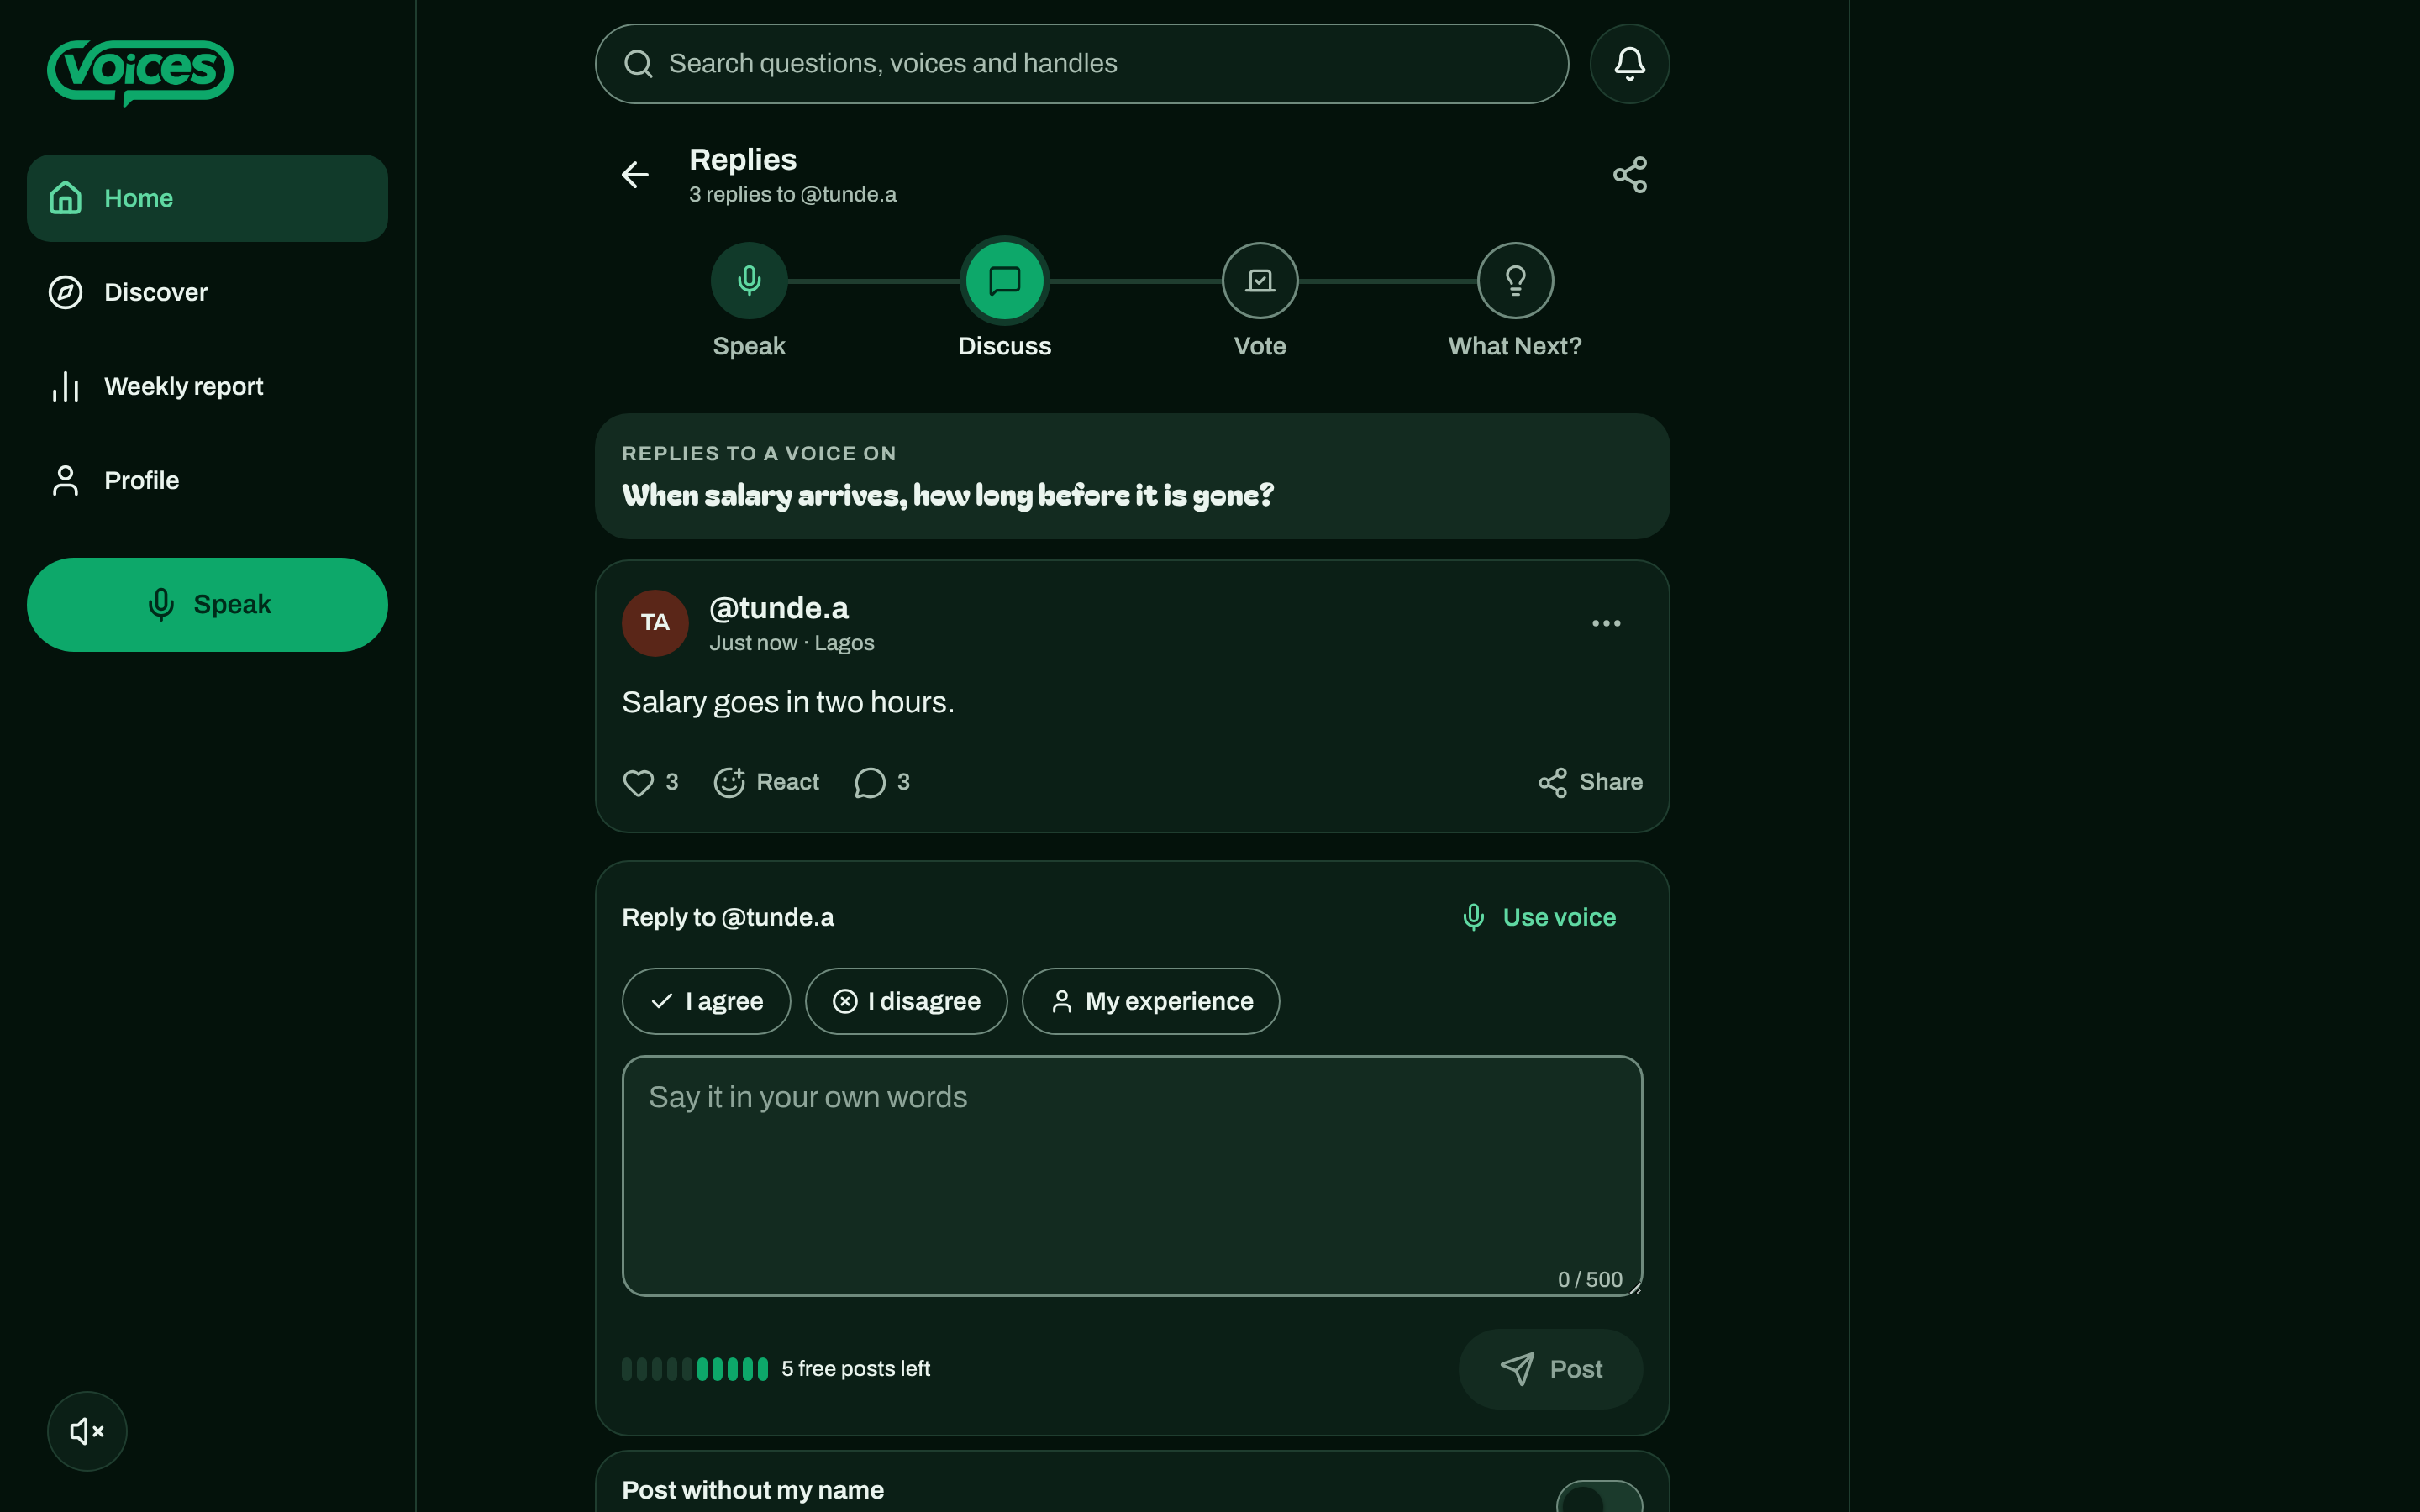 voices
Search questions, voices and handles
Home
Discover
Weekly report
Profile
Speak
Replies
3 replies to @tunde.a
Speak
Discuss
Vote
What Next?
REPLIES TO A VOICE ON
When salary arrives, how long before it is gone?
TA
@tunde.a
Just now · Lagos
Salary goes in two hours.
3
React
3
Share
Reply to @tunde.a
Use voice
I agree
I disagree
My experience
Say it in your own words
0 / 500
5 free posts left
Post
Post without my name